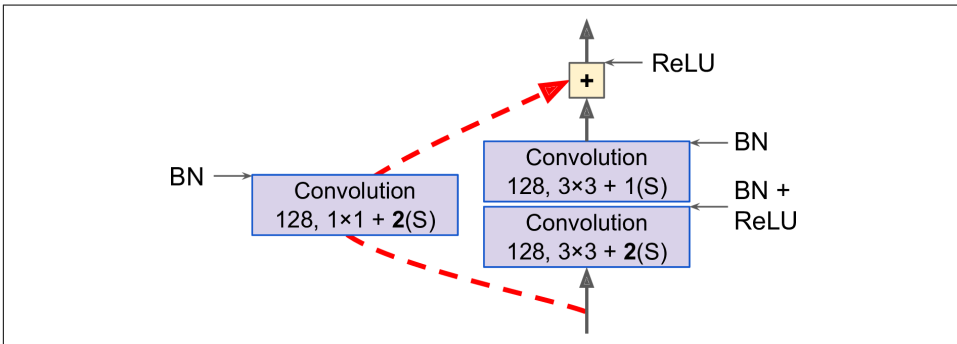 +
ReLU
Convolution
128, 3×3 + 1(S)
BN
BN
Convolution
128, 1×1 + 2(S)
BN +
ReLU
Convolution
128, 3×3 + 2(S)